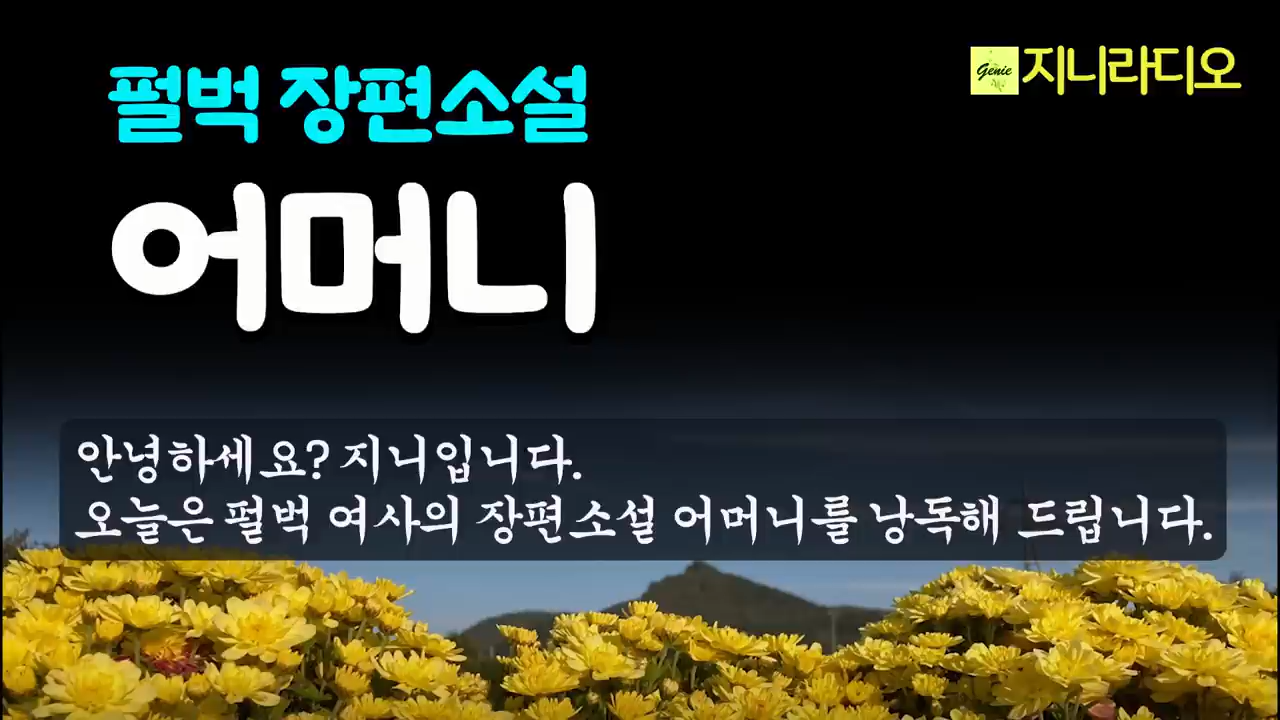 펄벅 장편소설
Genie 지니라디오
어머니
안녕하세요? 지니입니다.
오늘은 펄벅 여사의 장편소설 어머니를 낭독해 드립니다.